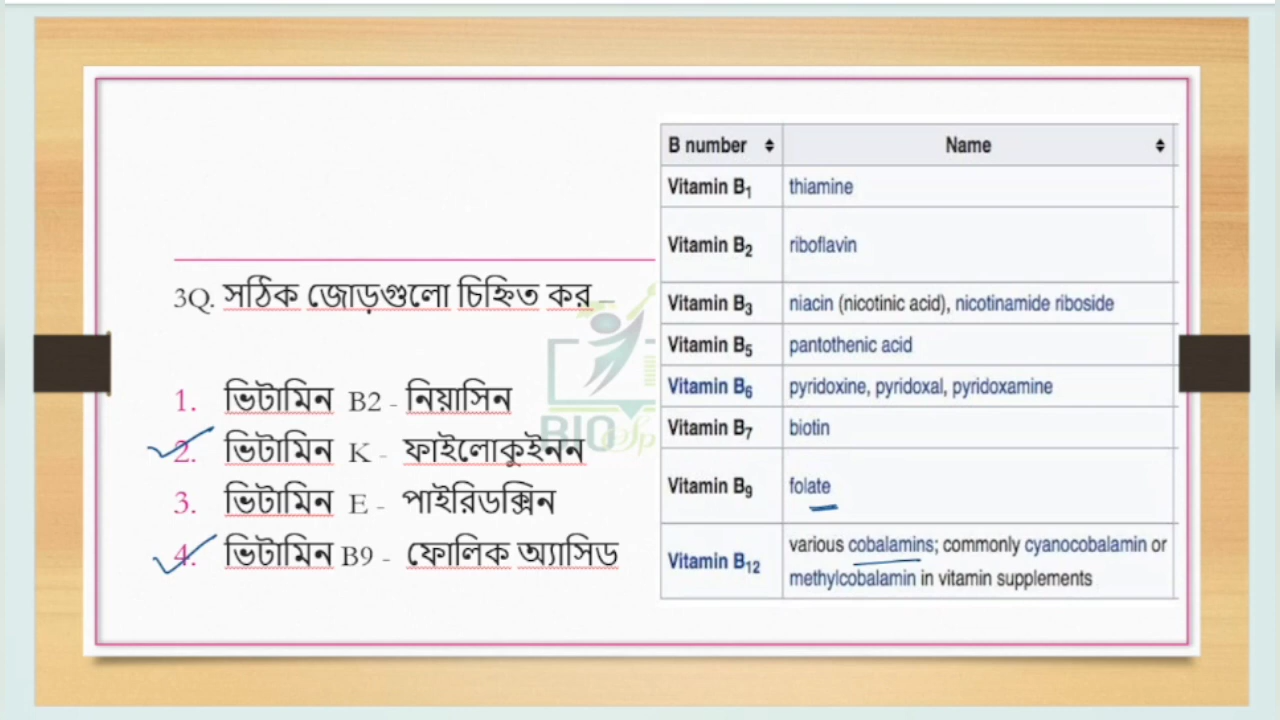 3Q. সঠিক জোড়গুলো চিহ্নিত কর –
1. ভিটামিন B2 - নিয়াসিন
2. ভিটামিন K - ফাইলোকুইনন
3. ভিটামিন E - পাইরিডক্সিন
4. ভিটামিন B9 - ফোলিক অ্যাসিড
BIO Sp
B number Name
Vitamin B1 thiamine
Vitamin B2 riboflavin
Vitamin B3 niacin (nicotinic acid), nicotinamide riboside
Vitamin B5 pantothenic acid
Vitamin B6 pyridoxine, pyridoxal, pyridoxamine
Vitamin B7 biotin
Vitamin B9 folate
Vitamin B12 various cobalamins; commonly cyanocobalamin or
methylcobalamin in vitamin supplements